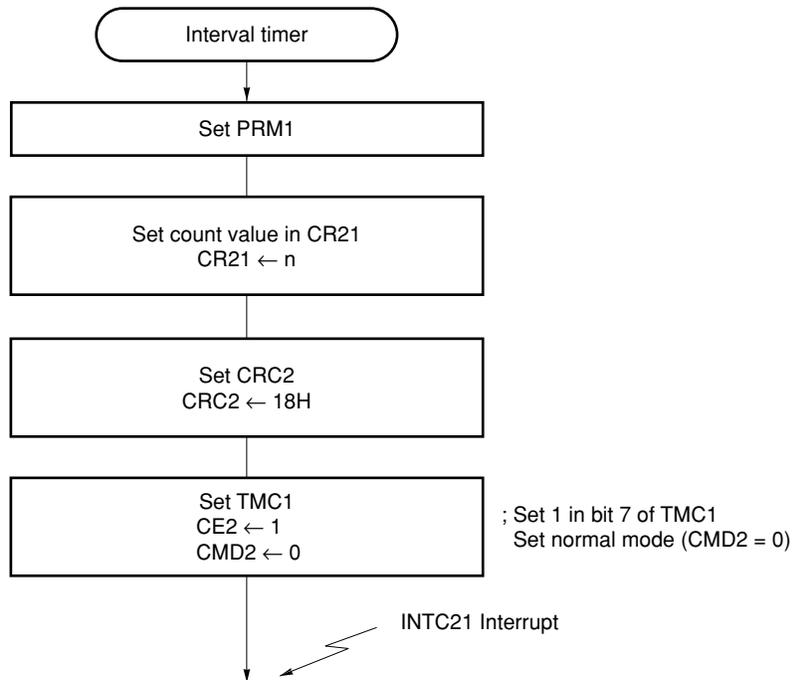 Interval timer
Set PRM1
Set count value in CR21
CR21 ← n
Set CRC2
CRC2 ← 18H
Set TMC1
CE2 ← 1
CMD2 ← 0
; Set 1 in bit 7 of TMC1
Set normal mode (CMD2 = 0)
INTC21 Interrupt